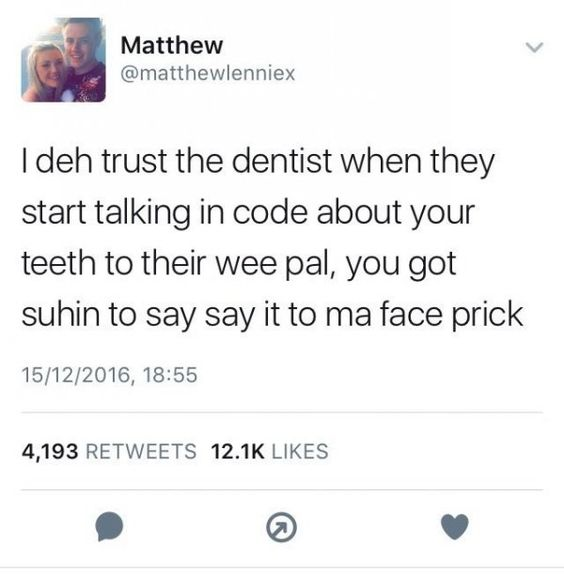 Matthew
@matthewlenniex
I deh trust the dentist when they
start talking in code about your
teeth to their wee pal, you got
suhin to say say it to ma face prick
15/12/2016, 18:55
4,193 RETWEETS 12.1K LIKES